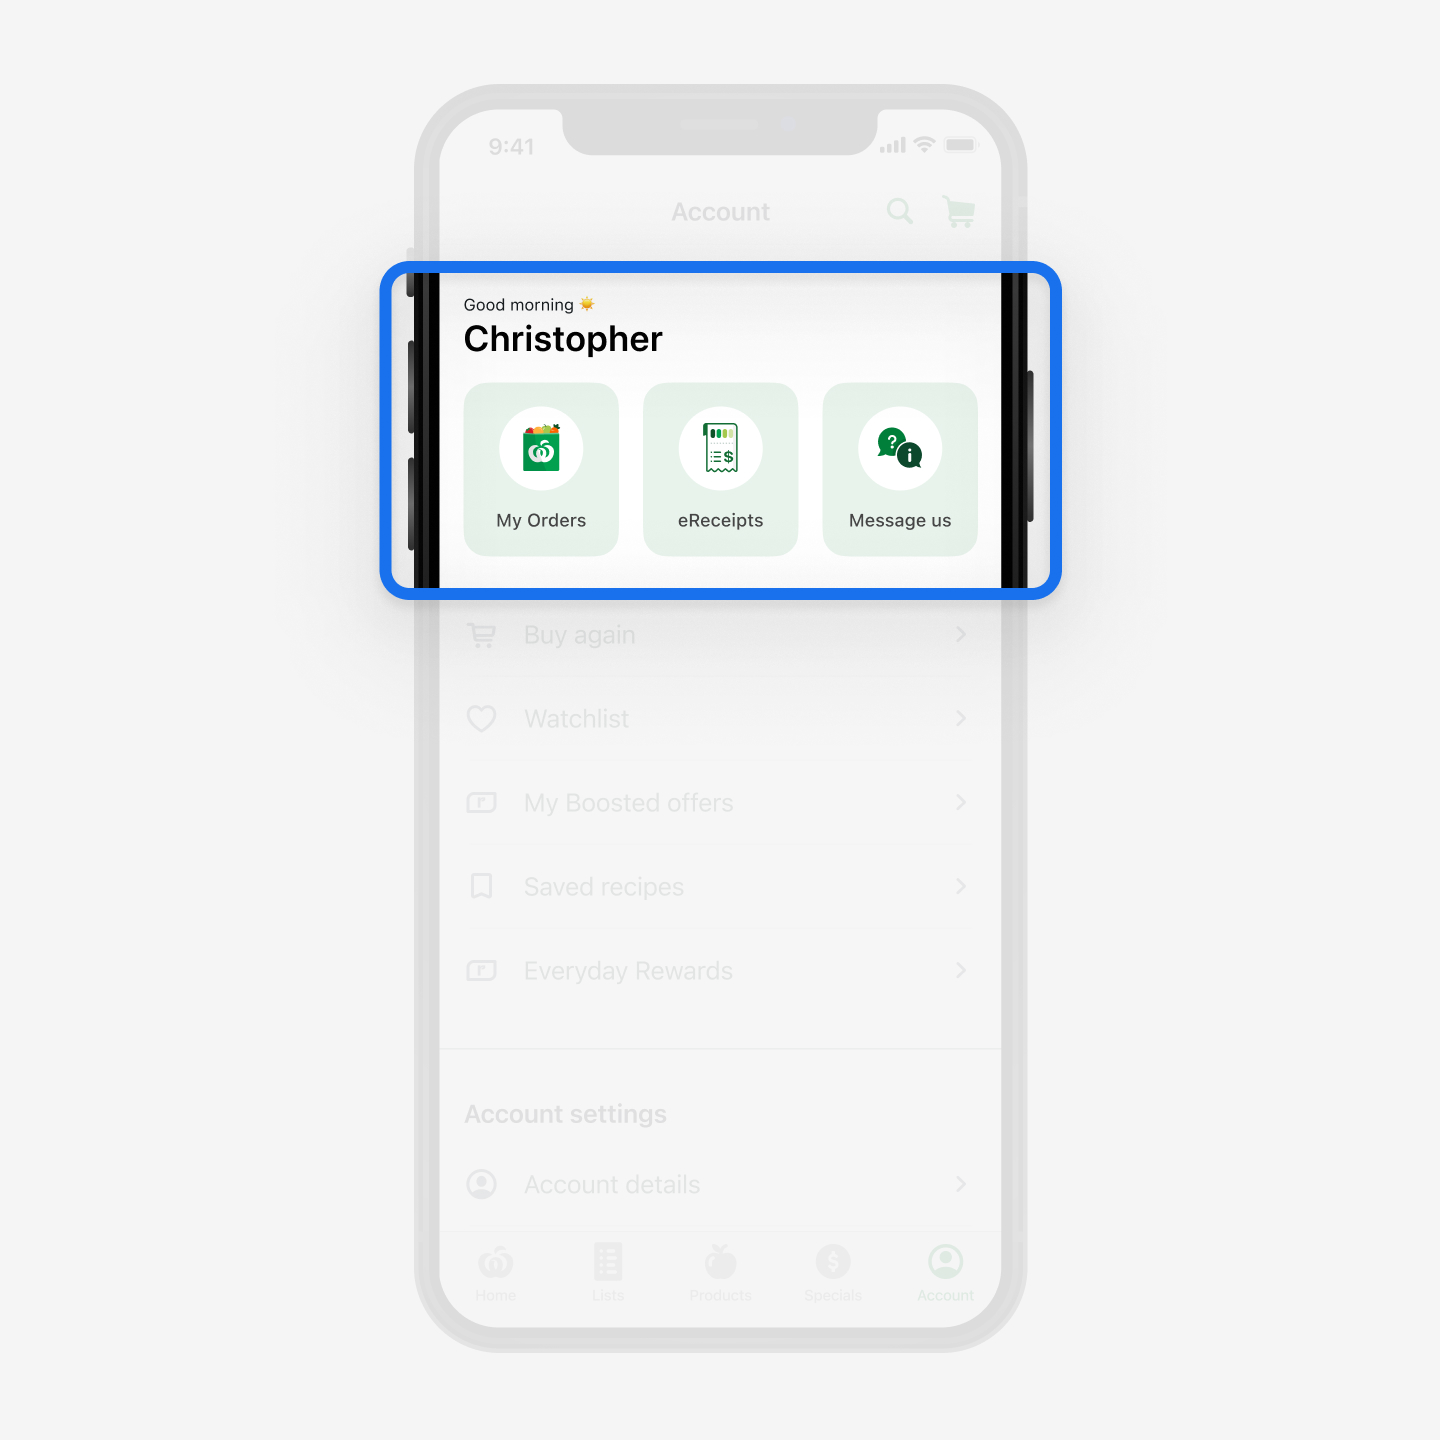 9:41
Account
Good morning
Christopher
My Orders
eReceipts
Message us
Buy again
Watchlist
My Boosted offers
Saved recipes
Everyday Rewards
Account settings
Account details
Home
Lists
Products
Specials
Account